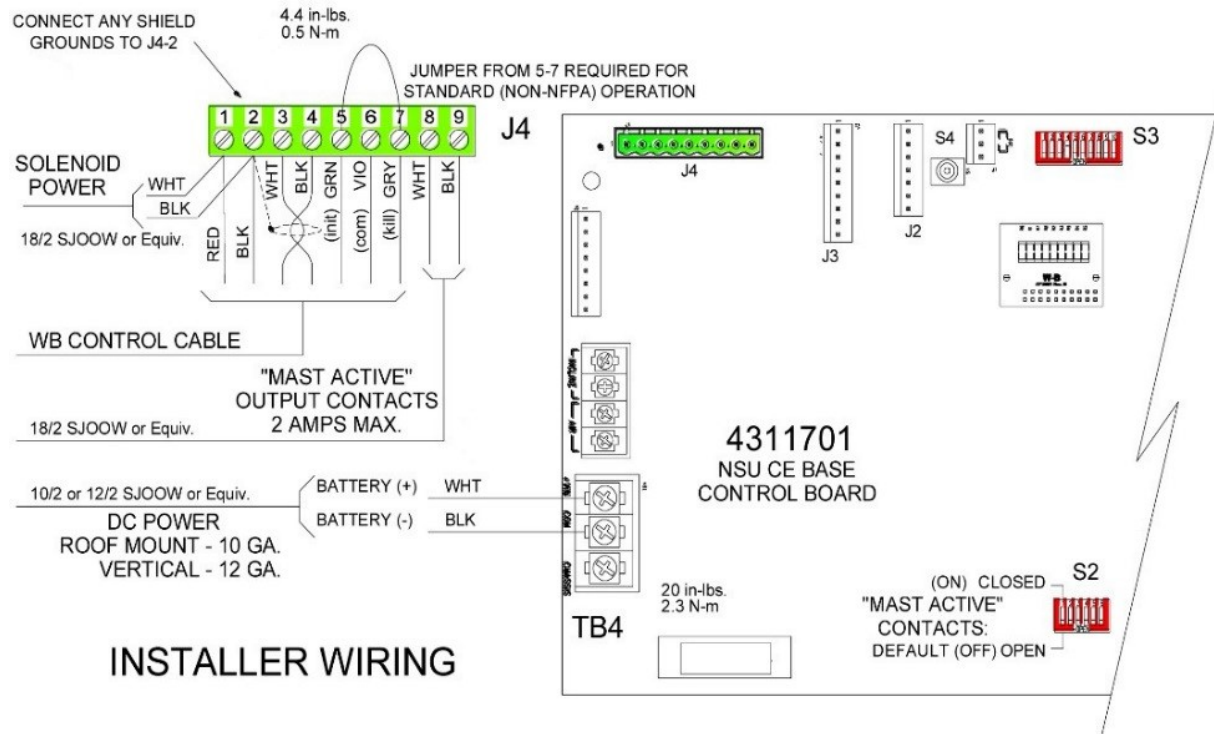 CONNECT ANY SHIELD
GROUNDS TO J4-2
4.4 in-lbs.
0.5 N-m
JUMPER FROM 5-7 REQUIRED FOR
STANDARD (NON-NFPA) OPERATION
1 2 3 4 5 6 7 8 9
J4
SOLENOID
POWER
WHT
BLK
18/2 SJOOW or Equiv.
RED
BLK
WHT
BLK
(init) GRN
(com) VIO
(kill) GRY
WHT
BLK
WB CONTROL CABLE
"MAST ACTIVE"
OUTPUT CONTACTS
2 AMPS MAX.
18/2 SJOOW or Equiv.
10/2 or 12/2 SJOOW or Equiv.
BATTERY (+) WHT
BATTERY (-) BLK
DC POWER
ROOF MOUNT - 10 GA.
VERTICAL - 12 GA.
INSTALLER WIRING
J4
J3
J2
S4
S3
W-B
COM
CHASSIS
TB4
20 in-lbs.
2.3 N-m
4311701
NSU CE BASE
CONTROL BOARD
S2
(ON) CLOSED
"MAST ACTIVE"
CONTACTS:
DEFAULT (OFF) OPEN